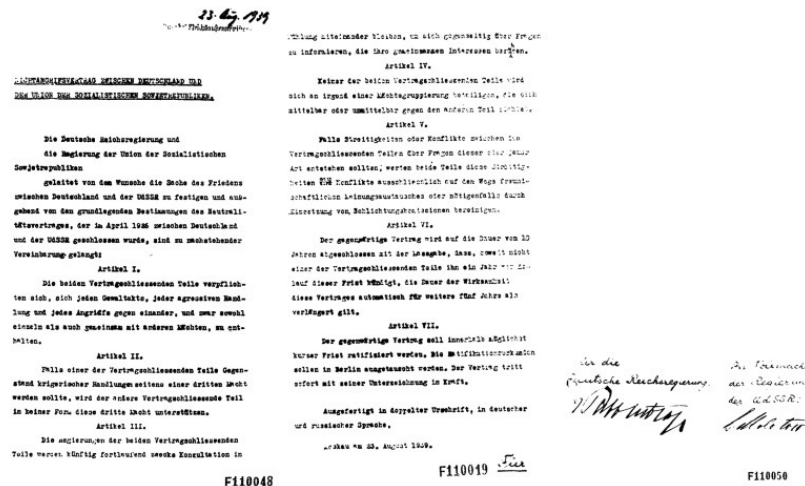 23. Aug. 1939
NICHTANGRIFFSVERTRAG ZWISCHEN DEUTSCHLAND UND
DER UNION DER SOZIALISTISCHEN SOWJETREPUBLIKEN.
Die Deutsche Reichsregierung und
die Regierung der Union der Sozialistischen
Sowjetrepubliken
geleitet von dem Wunsche die Sache des Friedens
zwischen Deutschland und der UdSSR zu festigen und aus-
gehend von den grundlegenden Bestimmungen des Neutrali-
tätsvertrages, der im April 1926 zwischen Deutschland
und der UdSSR geschlossen wurde, sind zu nachstehender
Vereinbarung gelangt:
Artikel I.
Die beiden Vertragschliessenden Teile verpflich-
ten sich, sich jeden Gewaltakts, jeder agressiven Hand-
lung und jedes Angriffs gegen einander, und zwar sowohl
einzeln als auch gemeinsam mit anderen Mächten, zu ent-
halten.
Artikel II.
Falls einer der Vertragschliessenden Teile Gegen-
stand krigerischer Handlungen seitens einer dritten Macht
werden sollte, wird der andere Vertragschliessende Teil
in keiner Form diese dritte Macht unterstützen.
Artikel III.
Die Regierungen der beiden Vertragschliessenden
Teile werden künftig fortlaufend zwecks Konsultation in
F110048
Fühlung miteinander bleiben, um sich gegenseitig über Fragen
zu informieren, die ihre gemeinsamen Interessen berühren.
Artikel IV.
Keiner der beiden Vertragschliessenden Teile wird
sich an irgend einer Mächtegruppierung beteiligen, die sich
mittelbar oder unmittelbar gegen den anderen Teil richtet.
Artikel V.
Falls Streitigkeiten oder Konflikte zwischen den
Vertragschliessenden Teilen über Fragen dieser oder jener
Art entstehen sollten, werden beide Teile diese Streitig-
keiten Konflikte ausschliesslich auf dem Wege freund-
schaftlichen Meinungsaustausches oder nötigenfalls durch
Einsetzung von Schlichtungskommissionen bereinigen.
Artikel VI.
Der gegenwärtige Vertrag wird auf die Dauer von 10
Jahren abgeschlossen mit der Massgabe, dass, soweit nicht
einer der Vertragschliessenden Teile ihn ein Jahr vor Ab-
lauf dieser Frist kündigt, die Dauer der Wirksamkeit
diese Vertrages automatisch für weitere fünf Jahre als
verlängert gilt.
Artikel VII.
Der gegenwärtige Vertrag soll innerhalb möglichst
kurzer Frist ratifiziert werden. Die Ratifikationsurkunden
sollen in Berlin ausgetauscht werden. Der Vertrag tritt
sofort mit seiner Unterzeichnung in Kraft.
Ausgefertigt in doppelter Urschrift, in deutscher
und russischer Sprache.
Moskau am 23. August 1939.
F110019
Für die
Deutsche Reichsregierung:
der Regierung
der UdSSR:
F110050